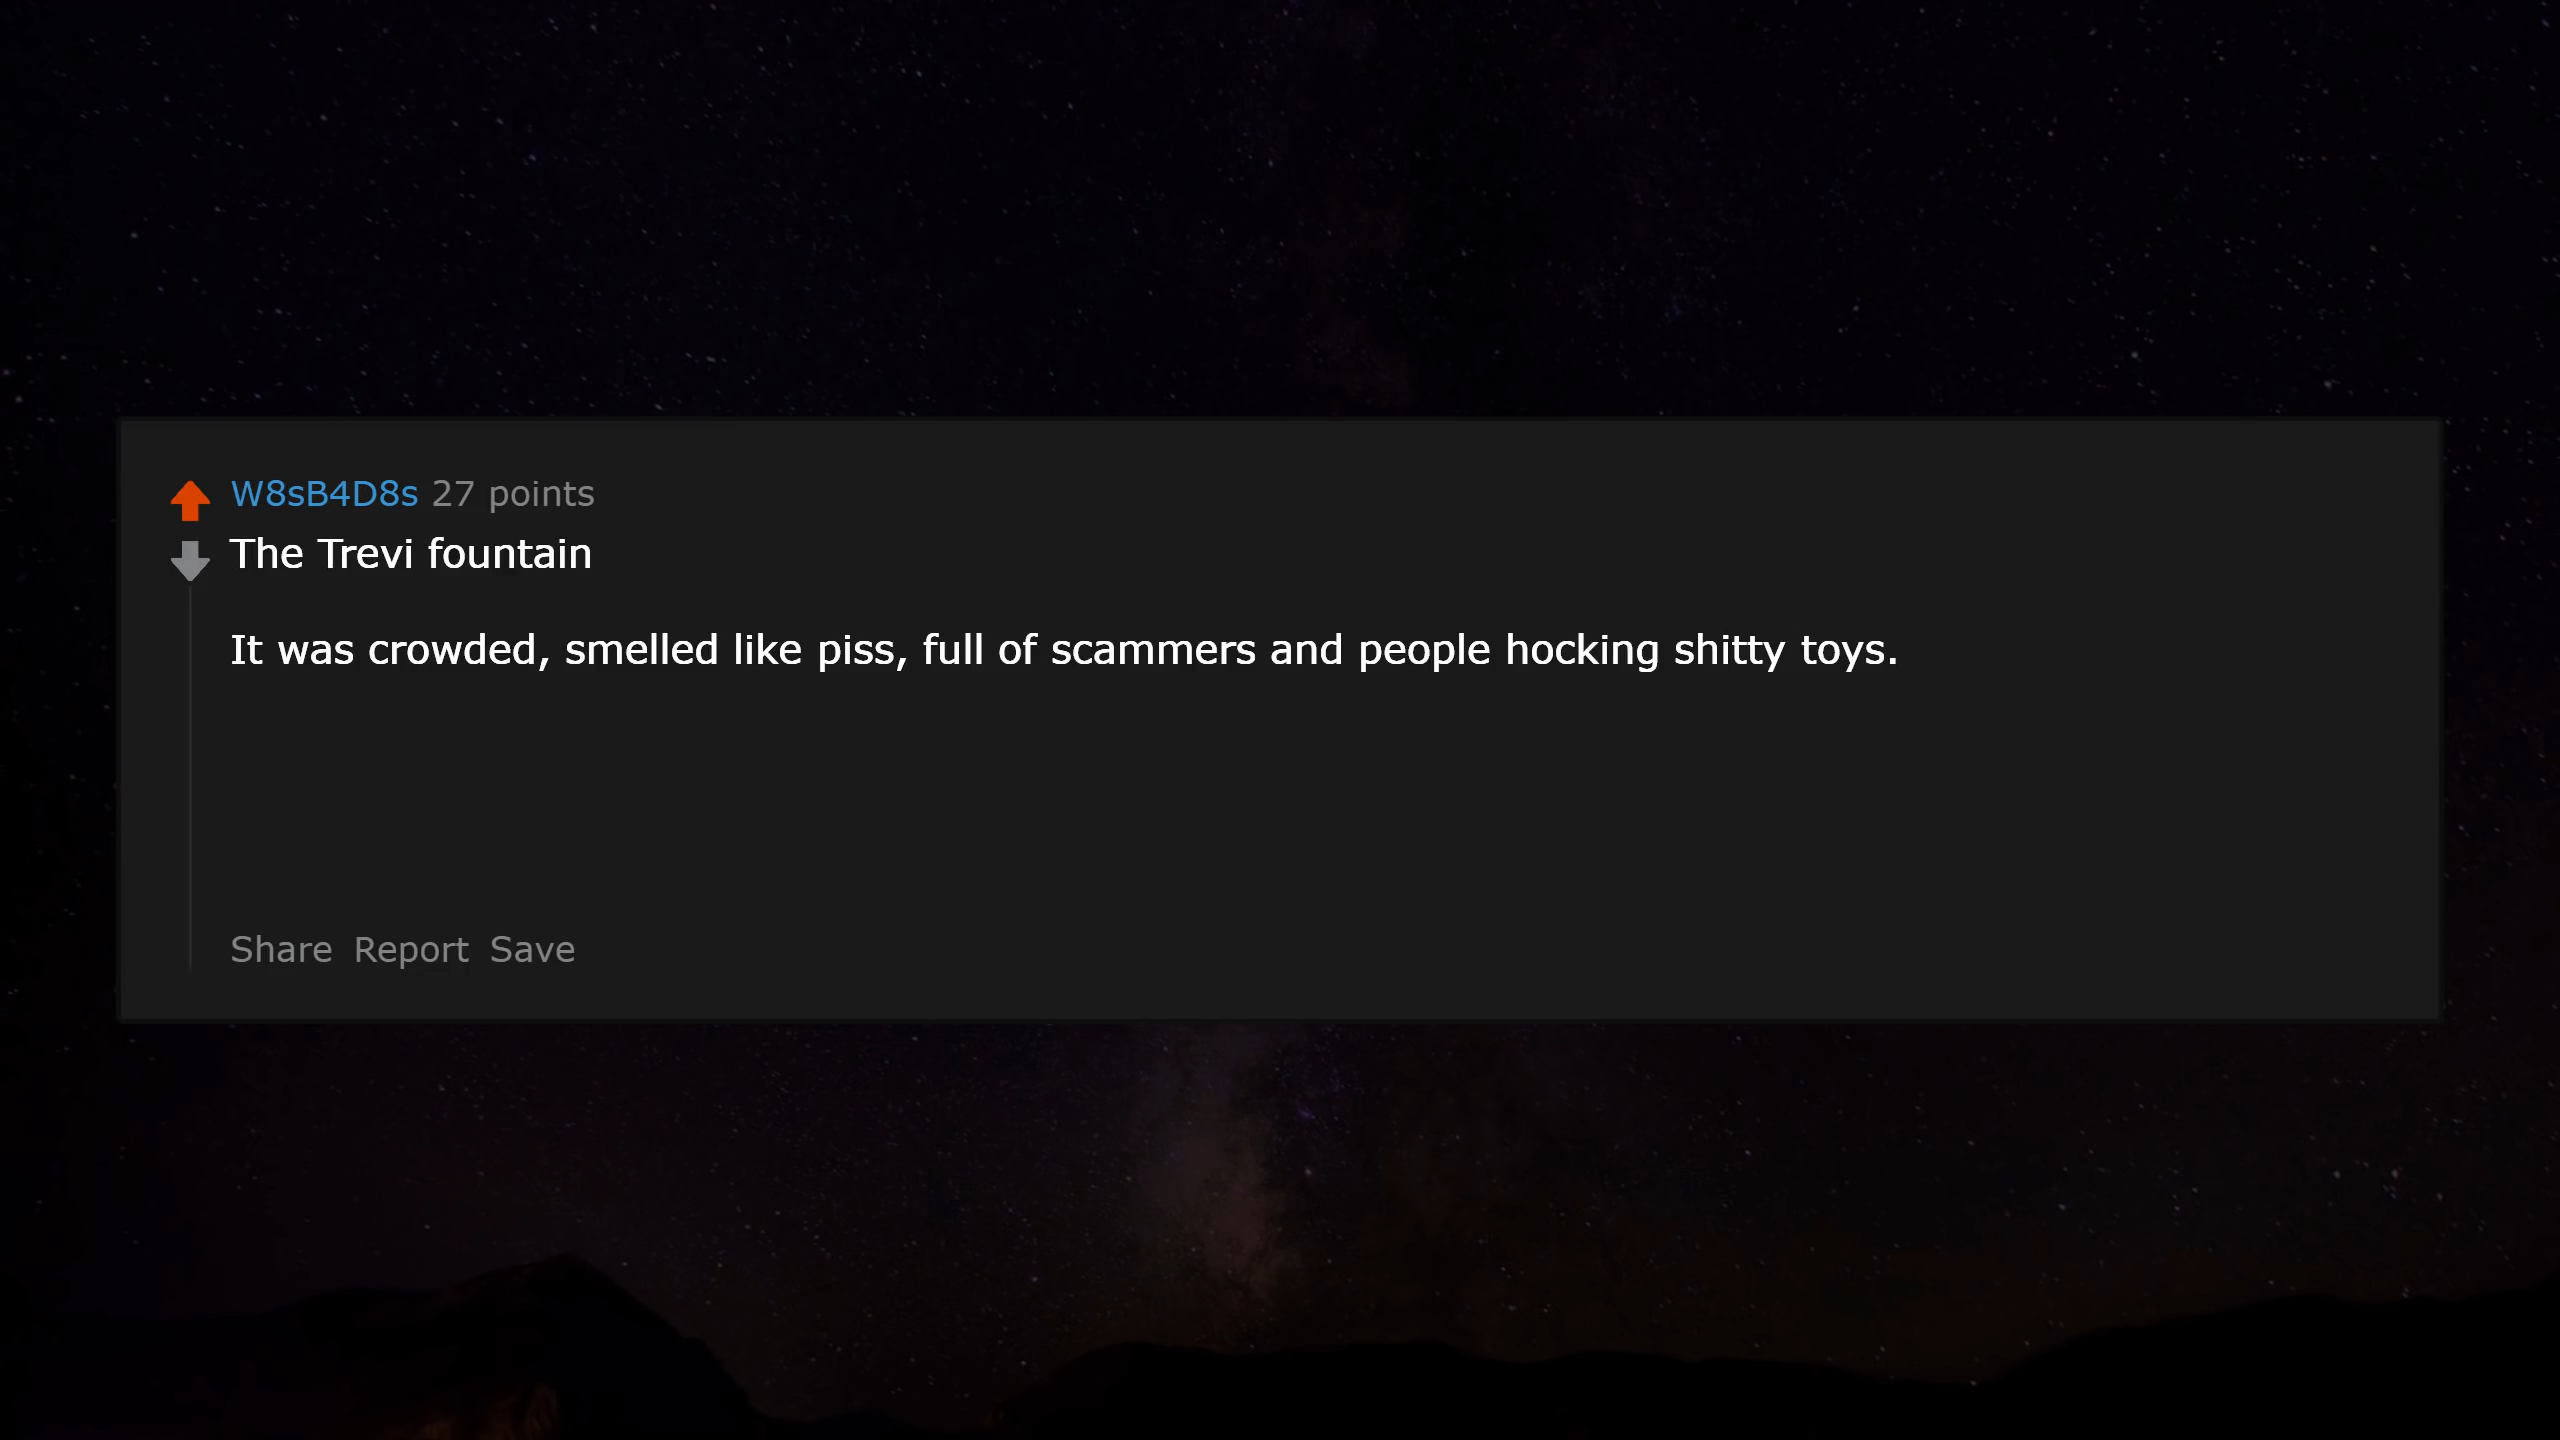 W8sB4D8s 27 points
The Trevi fountain
It was crowded, smelled like piss, full of scammers and people hocking shitty toys.
Share Report Save